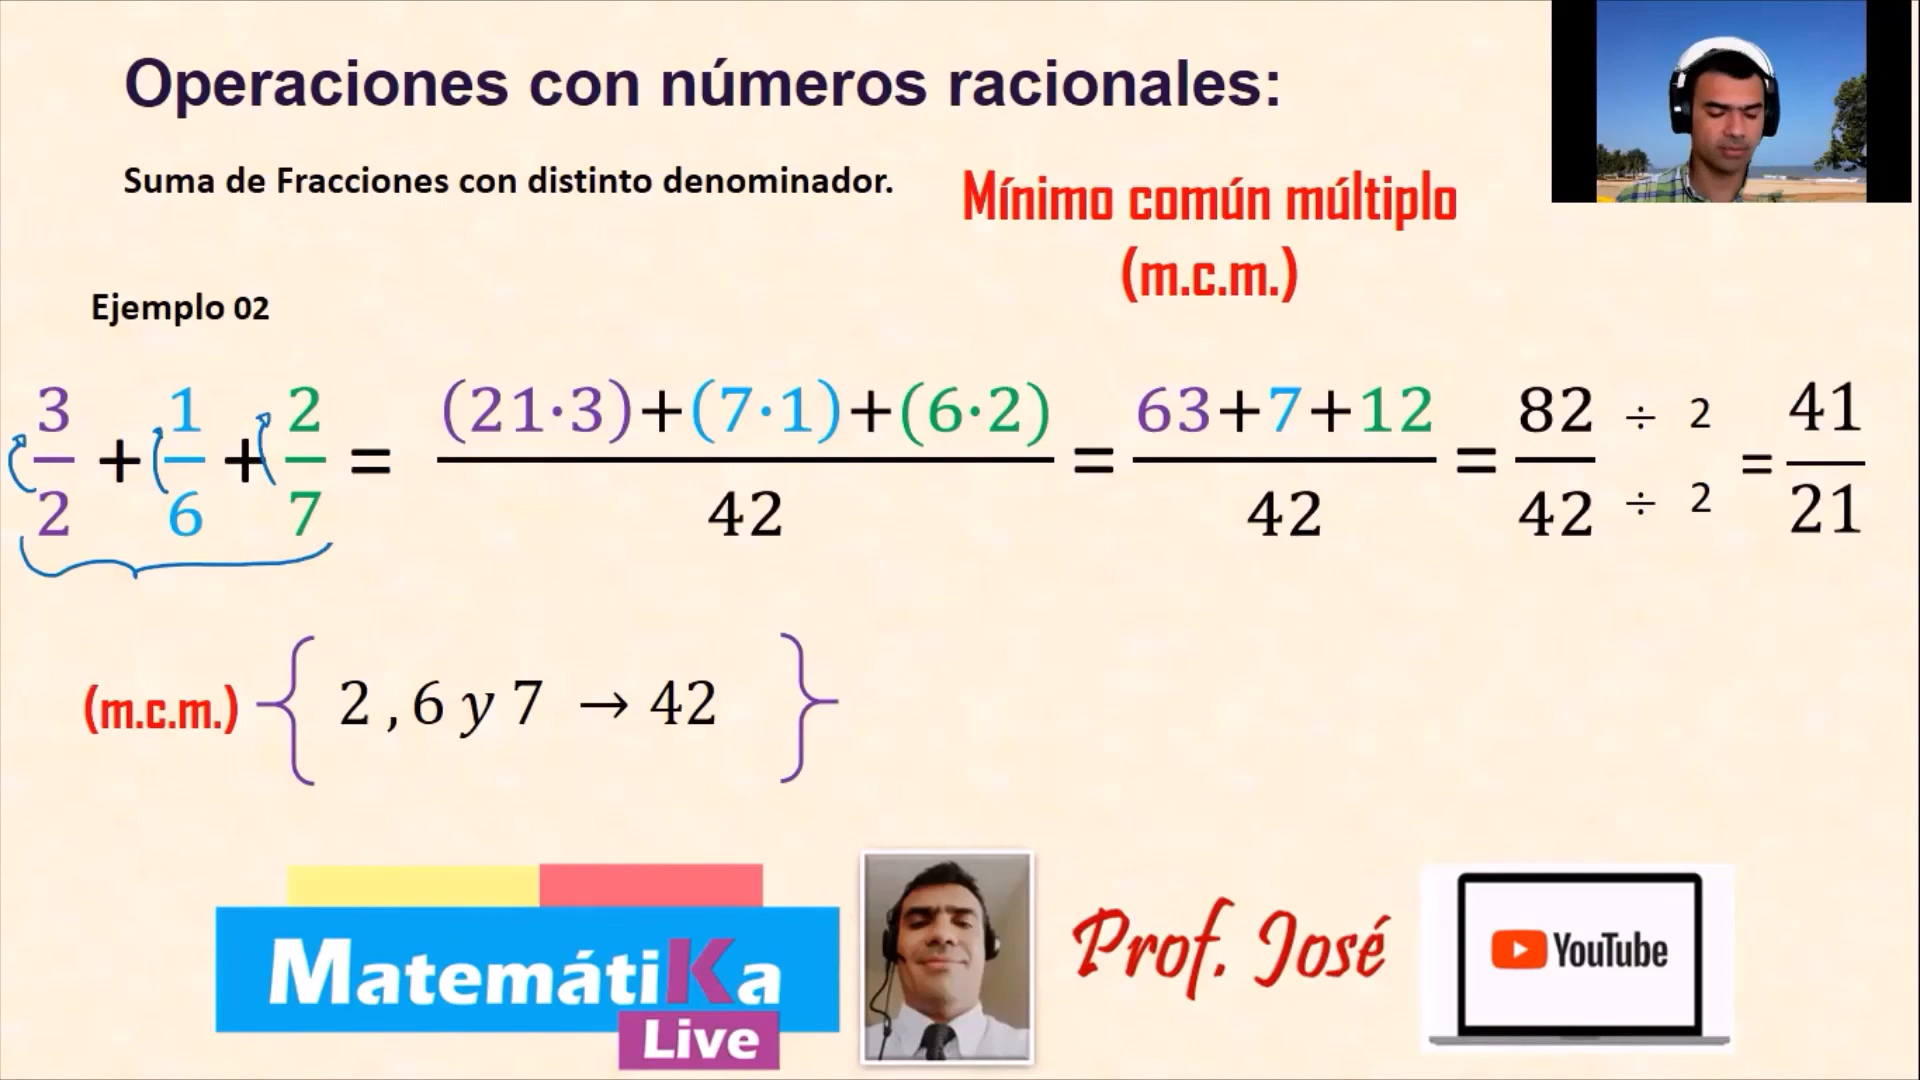 Operaciones con números racionales:
Suma de Fracciones con distinto denominador.
Mínimo común múltiplo
(m.c.m.)
Ejemplo 02
3/2 + 1/6 + 2/7 = (21·3)+(7·1)+(6·2)/42 = 63+7+12/42 = 82 ÷ 2/42 ÷ 2 = 41/21
(m.c.m.) { 2 , 6 y 7 → 42 }
MatemátiKa
Live
Prof. José
YouTube